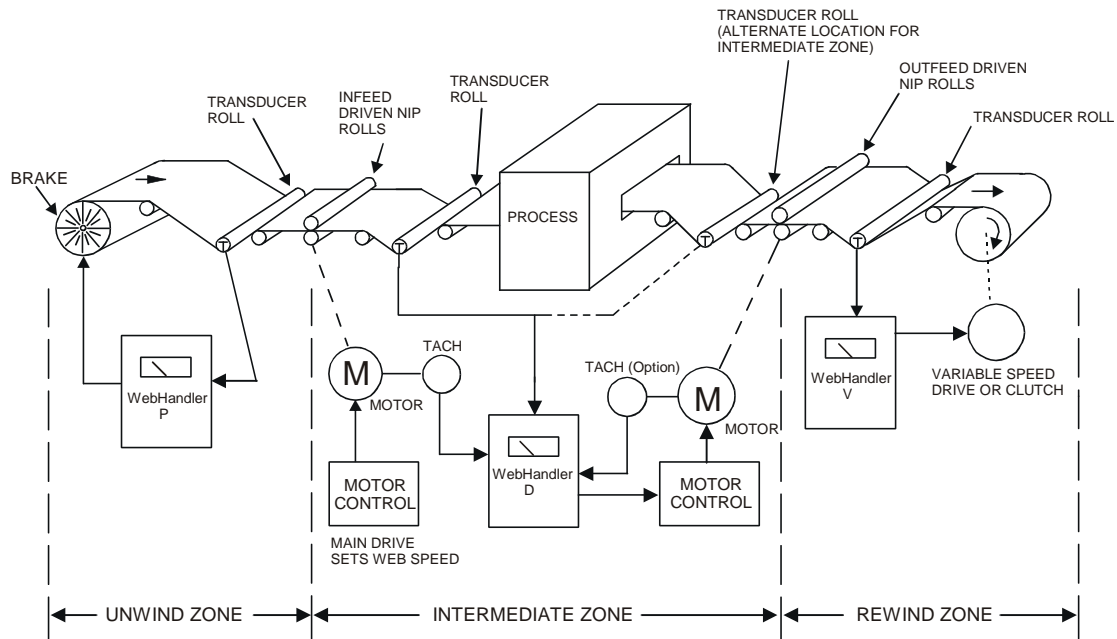 TRANSDUCER ROLL
(ALTERNATE LOCATION FOR
INTERMEDIATE ZONE)
OUTFEED DRIVEN
NIP ROLLS
TRANSDUCER ROLL
TRANSDUCER
ROLL
INFEED
DRIVEN NIP
ROLLS
TRANSDUCER
ROLL
BRAKE
PROCESS
T
T
T
T
TACH
M
MOTOR
TACH (Option)
M
MOTOR
WebHandler
P
WebHandler
D
WebHandler
V
VARIABLE SPEED
DRIVE OR CLUTCH
MOTOR
CONTROL
MOTOR
CONTROL
MAIN DRIVE
SETS WEB SPEED
UNWIND ZONE
INTERMEDIATE ZONE
REWIND ZONE